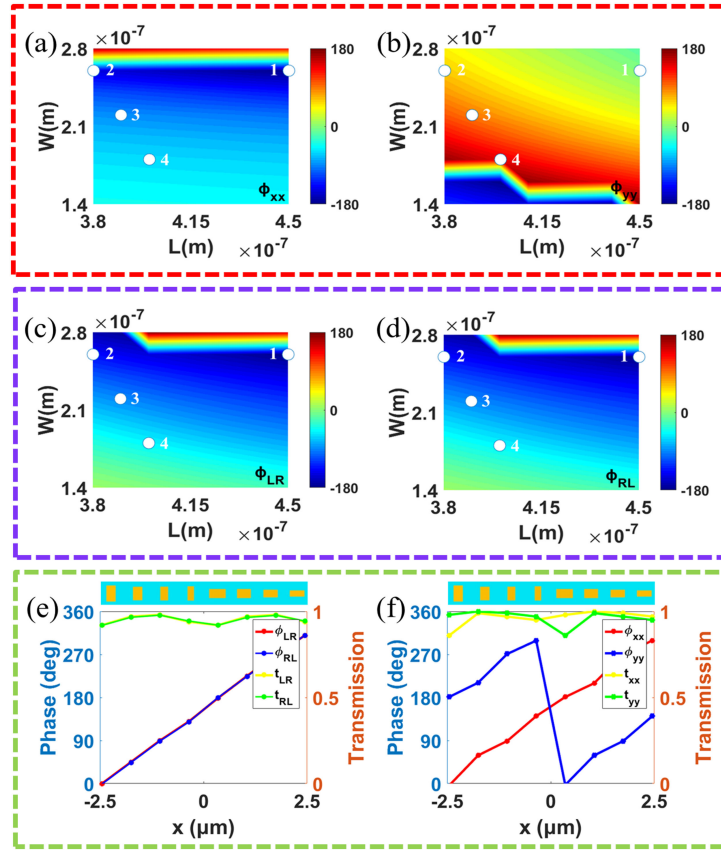 (a)
×10⁻⁷
2.8
2.1
1.4
W(m)
2
1
3
4
ϕxx
180
0
-180
3.8
4.15
4.5
L(m)
×10⁻⁷
(b)
×10⁻⁷
2.8
2.1
1.4
W(m)
2
1
3
4
ϕyy
180
0
-180
3.8
4.15
4.5
L(m)
×10⁻⁷
(c)
×10⁻⁷
2.8
2.1
1.4
W(m)
2
1
3
4
ϕLR
180
0
-180
3.8
4.15
4.5
L(m)
×10⁻⁷
(d)
×10⁻⁷
2.8
2.1
1.4
W(m)
2
1
3
4
ϕRL
180
0
-180
3.8
4.15
4.5
L(m)
×10⁻⁷
(e)
360
270
180
90
0
Phase (deg)
ϕLR
ϕRL
tLR
tRL
1
0.5
0
Transmission
-2.5
0
2.5
x (µm)
(f)
360
270
180
90
0
Phase (deg)
ϕxx
ϕyy
txx
tyy
1
0.5
0
Transmission
-2.5
0
2.5
x (µm)